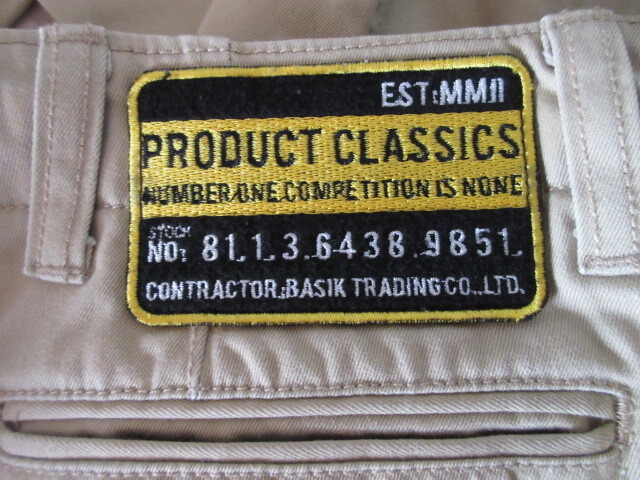 EST:MMII
PRODUCT CLASSICS
NUMBER/ONE.COMPETITION IS NONE
STOCK
NO: 81.1.3.6438.9851.
CONTRACTOR:BASIK TRADING CO.,LTD.